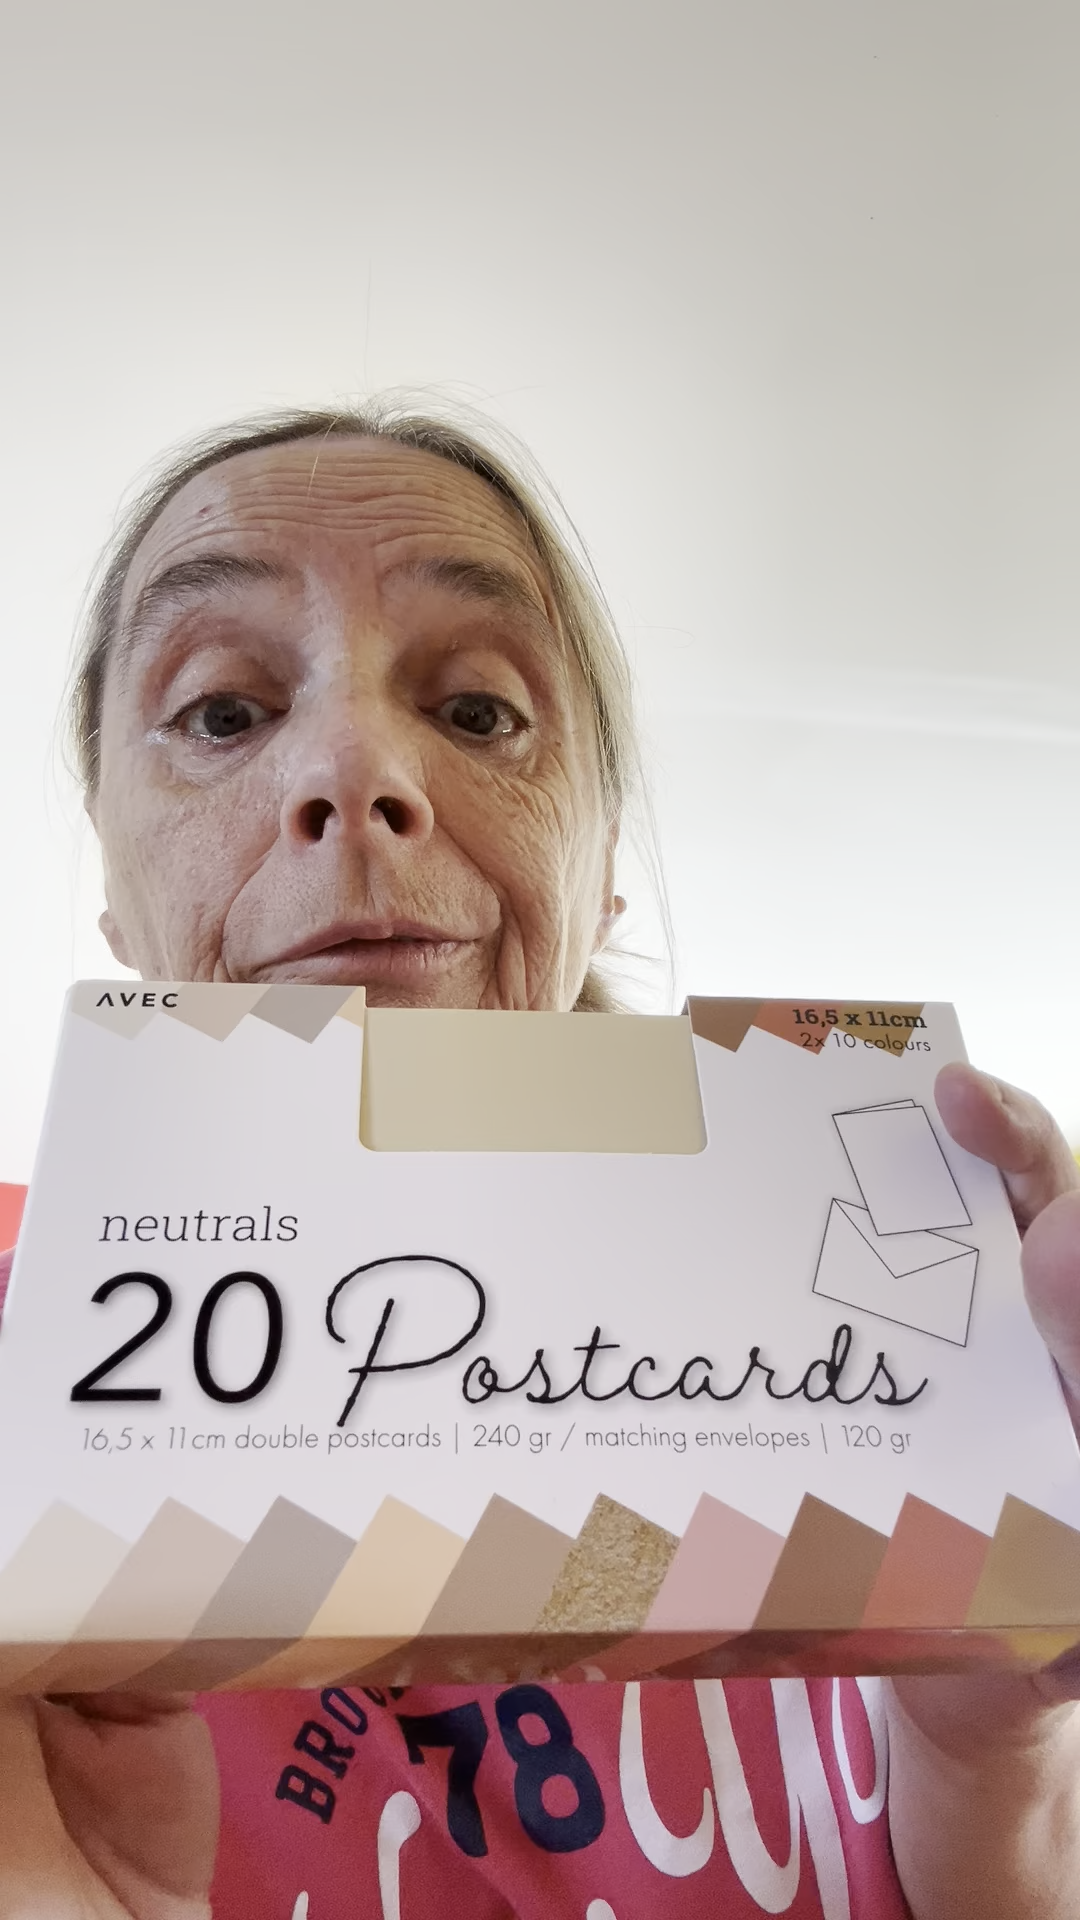 AVEC
16,5 x 11cm
2x 10 colours
neutrals
20 Postcards
16,5 x 11cm double postcards | 240 gr / matching envelopes | 120 gr
78